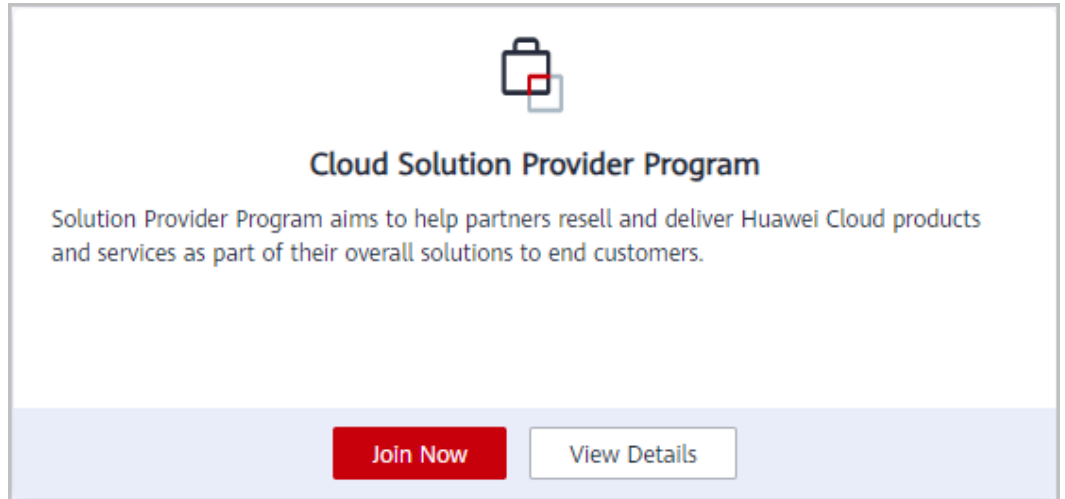 Cloud Solution Provider Program
Solution Provider Program aims to help partners resell and deliver Huawei Cloud products
and services as part of their overall solutions to end customers.
Join Now
View Details